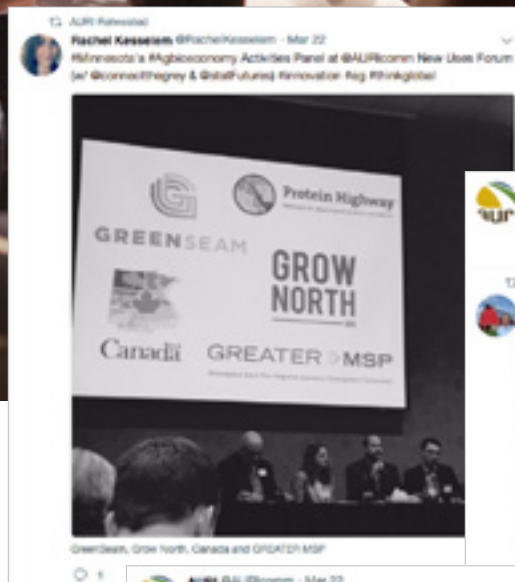 AURI Retweeted
Rachel Kesselem @RachelKesselem - Mar 22
#Minnesota's #Agbioeconomy Activities Panel at @AURIcomm New Uses Forum
(w/ @connectthegrey & @statFutures) #innovation #ag #thinkglobal
GREENSEAM
Protein Highway
GROW
NORTH
Canada
GREATER MSP
GreenSeam, Grow North, Canada and GREATER MSP
1
aur
AURI @AURIcomm - Mar 22